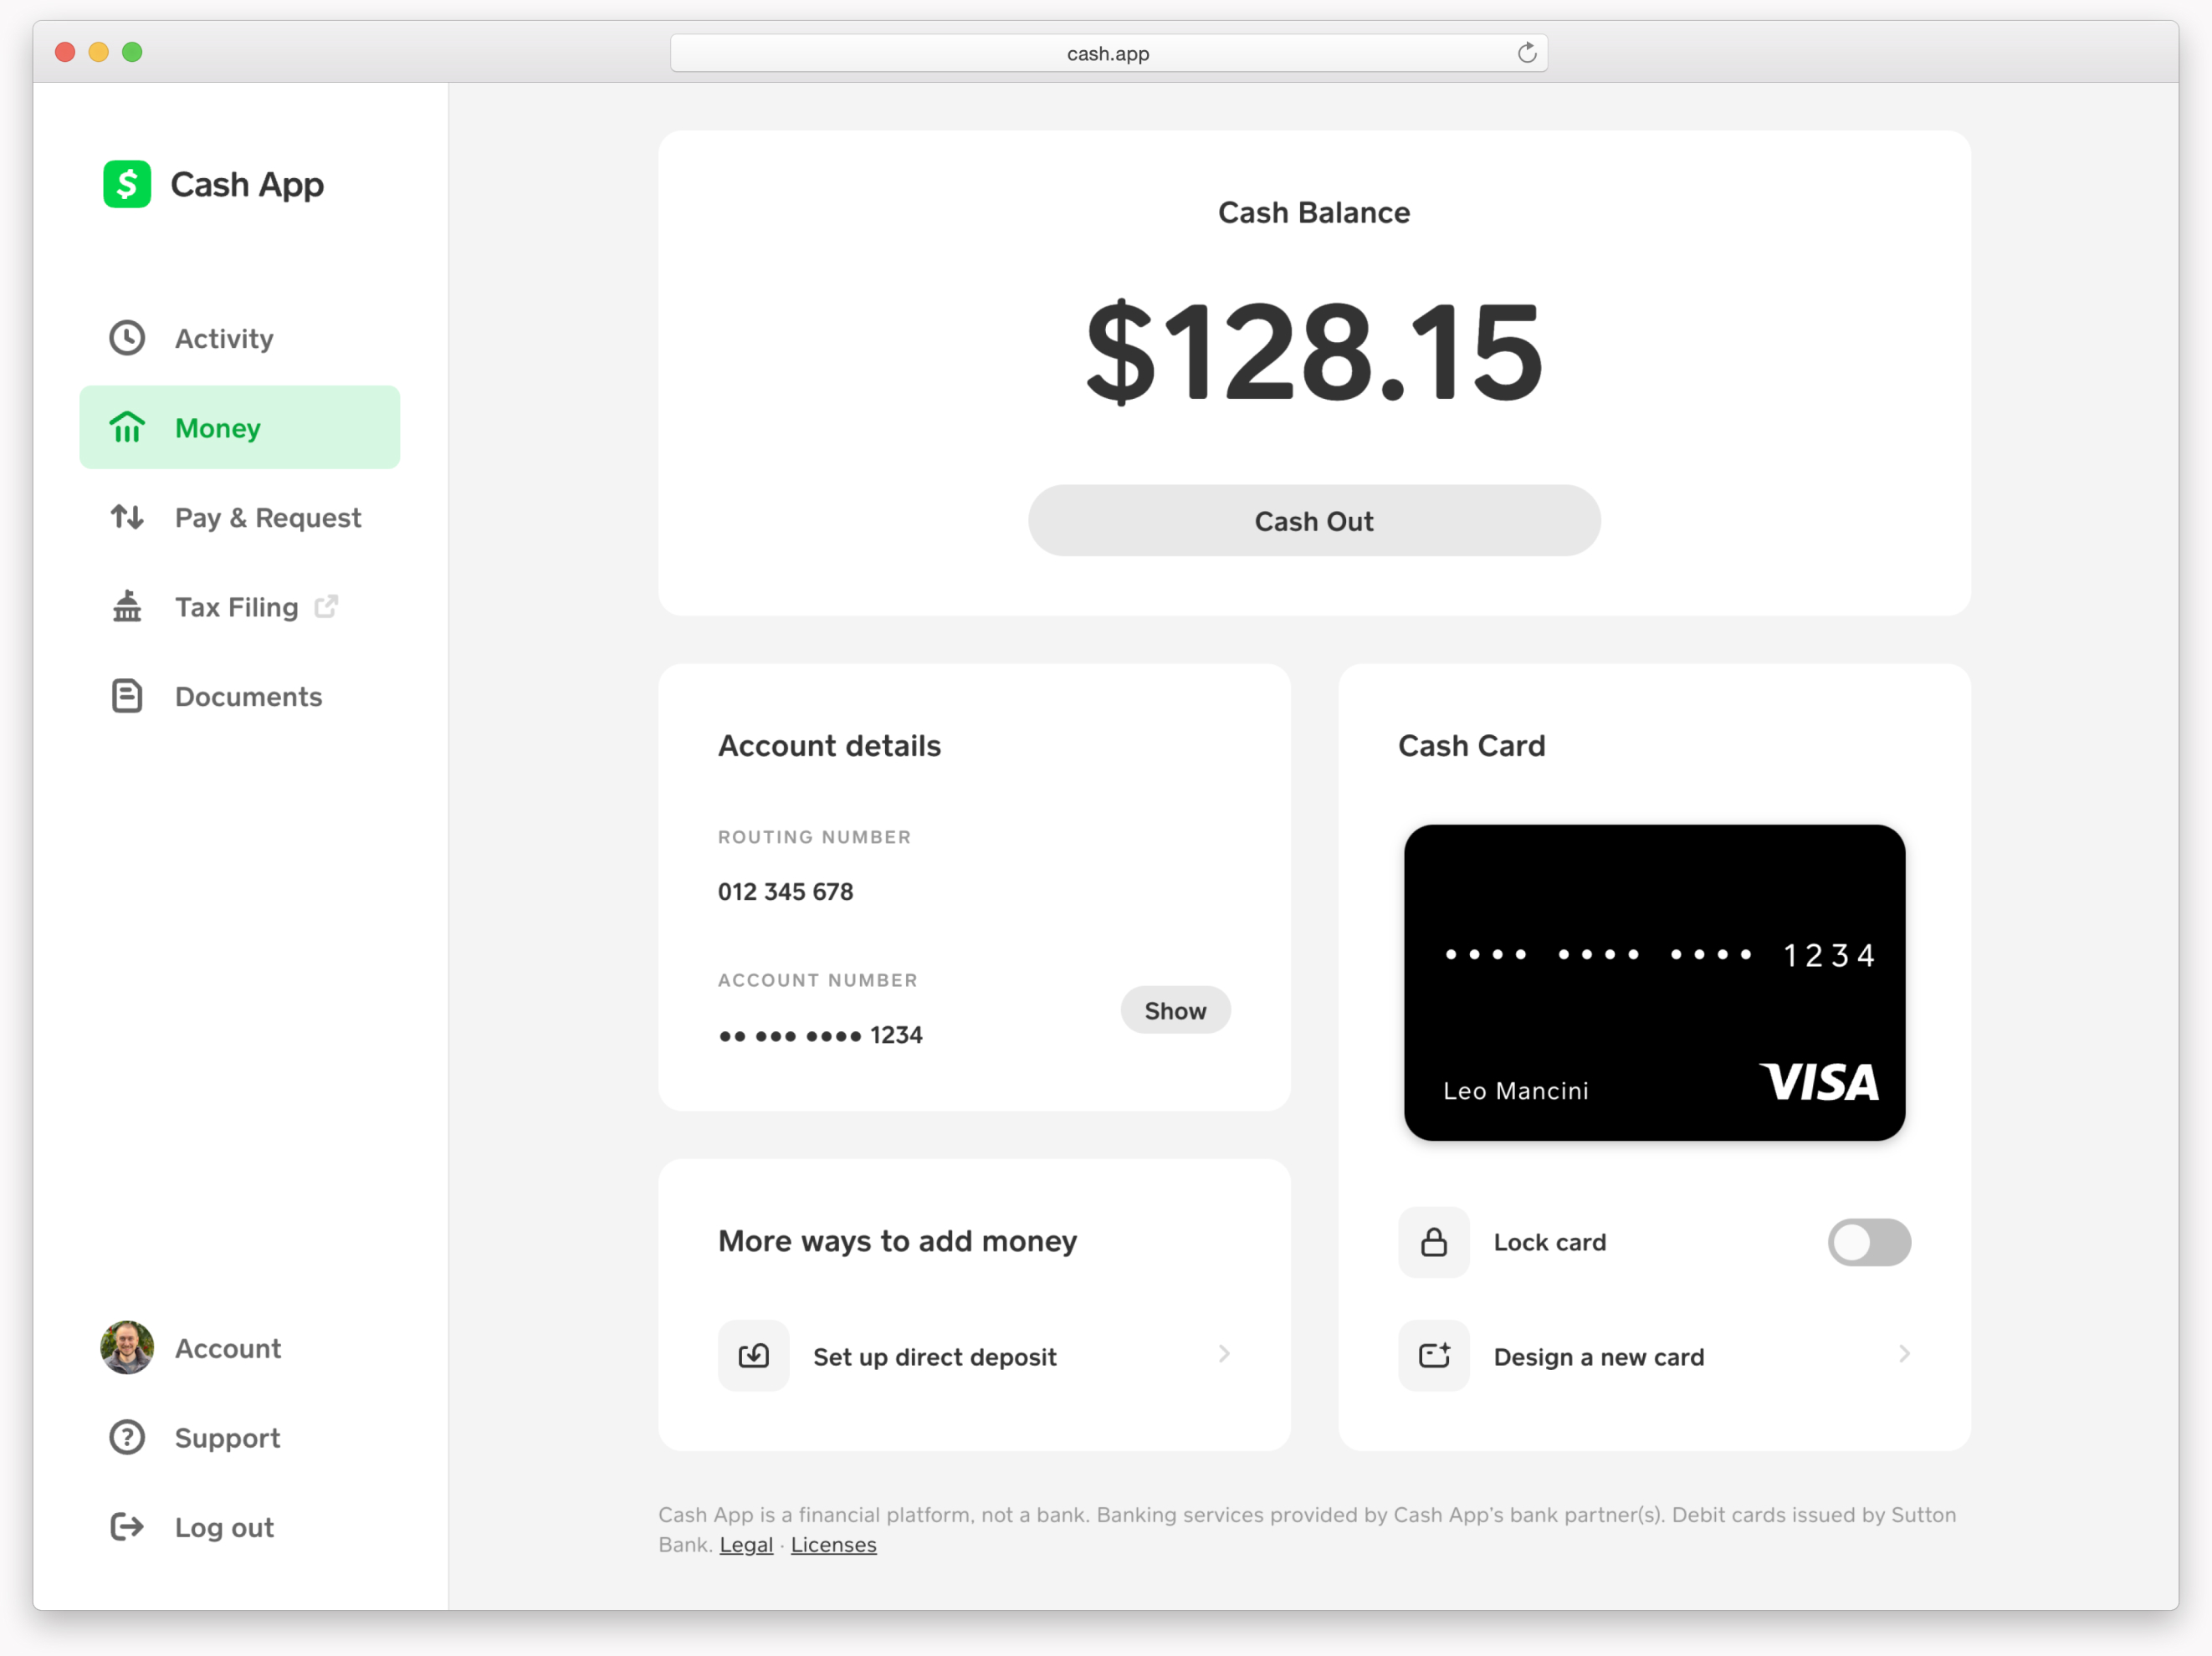 cash.app
$ Cash App
Activity
Money
Pay & Request
Tax Filing
Documents
Account
Support
Log out
Cash Balance
$128.15
Cash Out
Account details
ROUTING NUMBER
012 345 678
ACCOUNT NUMBER
•• ••• •••• 1234
Show
More ways to add money
Set up direct deposit
Cash Card
•••• •••• •••• 1234
Leo Mancini VISA
Lock card
Design a new card
Cash App is a financial platform, not a bank. Banking services provided by Cash App’s bank partner(s). Debit cards issued by Sutton
Bank. Legal · Licenses